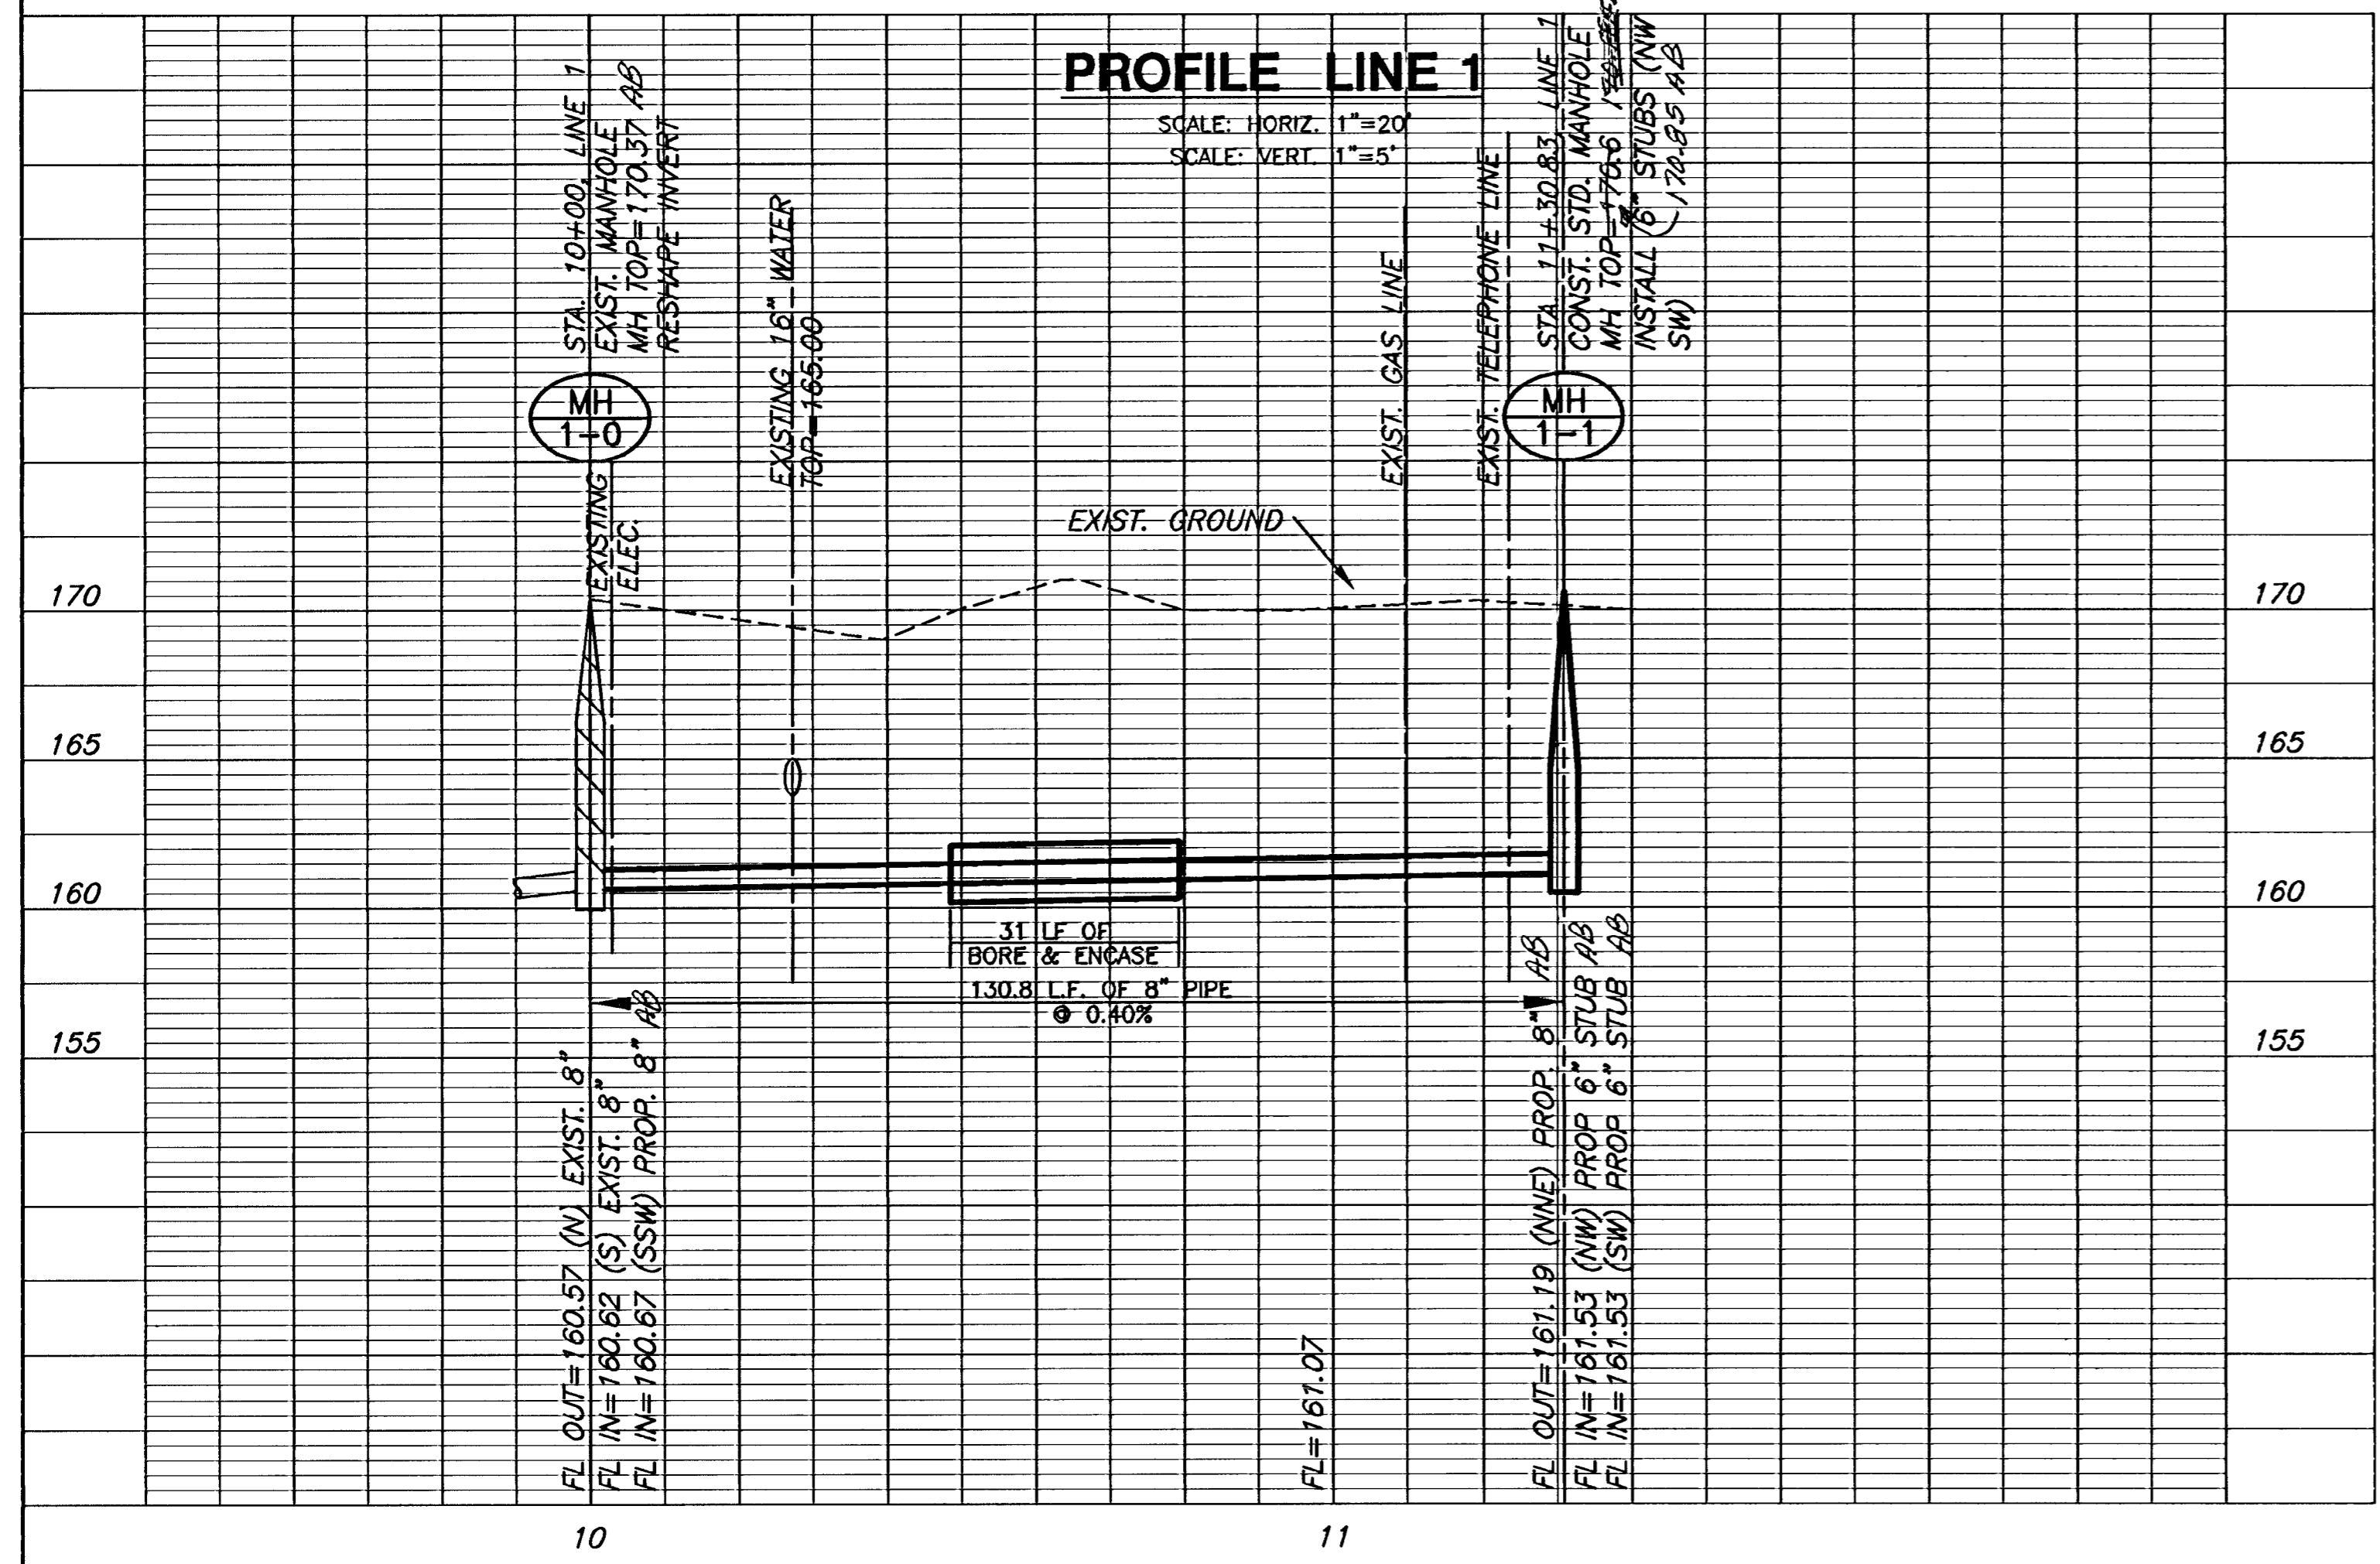 PROFILE LINE 1
SCALE: HORIZ. 1"=20'
SCALE: VERT. 1"=5'
STA. 10+00, LINE 1
EXIST. MANHOLE
MH TOP=170.37 AB
RESHAPE INVERT
EXISTING 16" WATER
TOP=165.00
EXIST. GAS LINE
EXIST. TELEPHONE LINE
STA. 11+30.83, LINE 1
CONST. STD. MANHOLE
MH TOP=170.6
INSTALL 6" STUBS (NW
170.85 AB
SW)
MH
1-0
MH
1-1
EXISTING
ELEC.
EXIST. GROUND
170
170
165
165
160
160
155
155
31 LF OF
BORE & ENCASE
130.8 L.F. OF 8" PIPE
@ 0.40%
FL OUT=160.57 (N) EXIST. 8"
FL IN=160.62 (S) EXIST. 8"
FL IN=160.67 (SSW) PROP. 8" AB
FL=161.07
FL OUT=161.19 (NNE) PROP. 8" AB
FL IN=161.53 (NW) PROP 6" STUB AB
FL IN=161.53 (SW) PROP 6" STUB AB
10
11